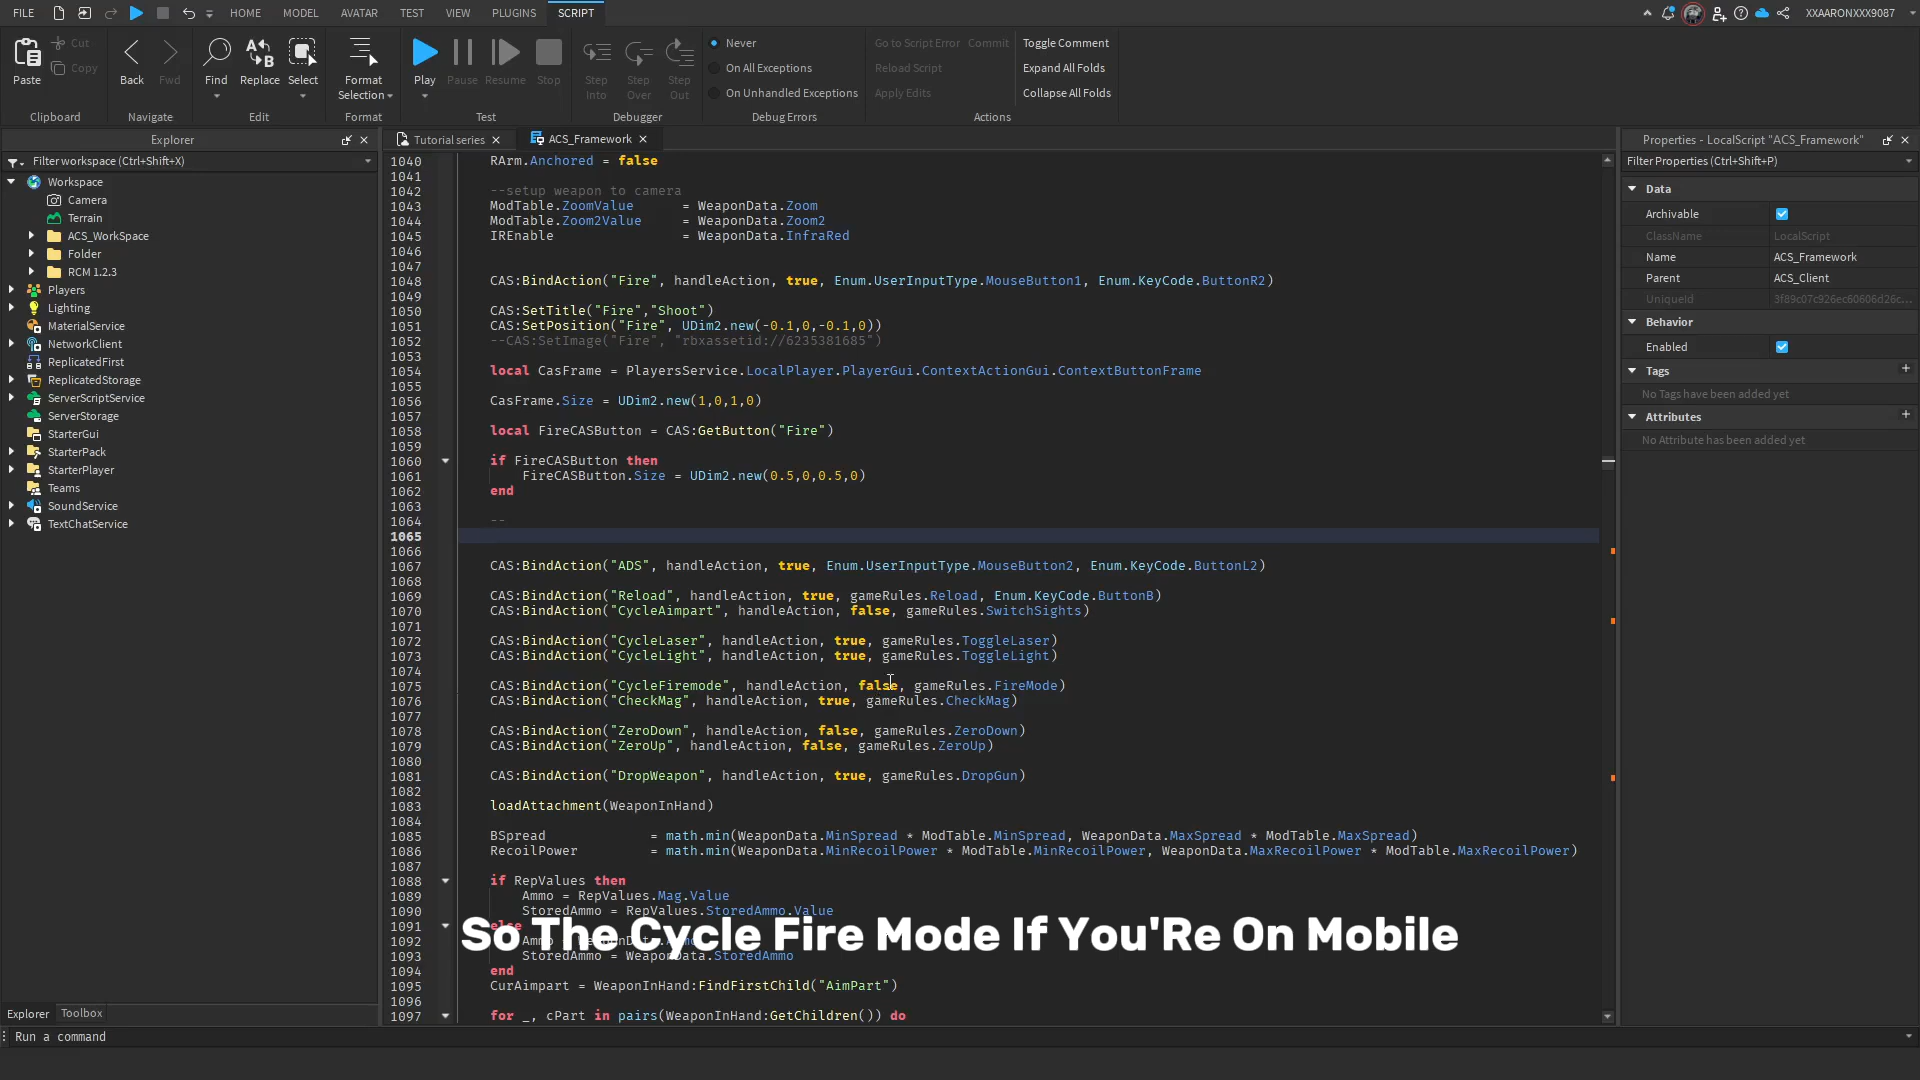 FILE HOME MODEL AVATAR TEST VIEW PLUGINS SCRIPT XXAARONXXX9087
Paste Cut Copy Clipboard
Back Fwd Navigate
Find Replace Select Edit
Format Selection Format
Play Pause Resume Stop Test
Step Into Step Over Step Out Debugger
Never
On All Exceptions
On Unhandled Exceptions
Debug Errors
Go to Script Error Commit Toggle Comment
Reload Script Expand All Folds
Apply Edits Collapse All Folds
Actions
Explorer
Filter workspace (Ctrl+Shift+X)
Workspace
Camera
Terrain
ACS_WorkSpace
Folder
RCM 1.2.3
Players
Lighting
MaterialService
NetworkClient
ReplicatedFirst
ReplicatedStorage
ServerScriptService
ServerStorage
StarterGui
StarterPack
StarterPlayer
Teams
SoundService
TextChatService
Explorer Toolbox
Tutorial series ACS_Framework
1040 RArm.Anchored = false
1041
1042 --setup weapon to camera
1043 ModTable.ZoomValue = WeaponData.Zoom
1044 ModTable.Zoom2Value = WeaponData.Zoom2
1045 IREnable = WeaponData.InfraRed
1046
1047
1048 CAS:BindAction("Fire", handleAction, true, Enum.UserInputType.MouseButton1, Enum.KeyCode.ButtonR2)
1049
1050 CAS:SetTitle("Fire","Shoot")
1051 CAS:SetPosition("Fire", UDim2.new(-0.1,0,-0.1,0))
1052 --CAS:SetImage("Fire", "rbxassetid://6235381685")
1053
1054 local CasFrame = PlayersService.LocalPlayer.PlayerGui.ContextActionGui.ContextButtonFrame
1055
1056 CasFrame.Size = UDim2.new(1,0,1,0)
1057
1058 local FireCASButton = CAS:GetButton("Fire")
1059
1060 if FireCASButton then
1061 FireCASButton.Size = UDim2.new(0.5,0,0.5,0)
1062 end
1063
1064 --
1065
1066
1067 CAS:BindAction("ADS", handleAction, true, Enum.UserInputType.MouseButton2, Enum.KeyCode.ButtonL2)
1068
1069 CAS:BindAction("Reload", handleAction, true, gameRules.Reload, Enum.KeyCode.ButtonB)
1070 CAS:BindAction("CycleAimpart", handleAction, false, gameRules.SwitchSights)
1071
1072 CAS:BindAction("CycleLaser", handleAction, true, gameRules.ToggleLaser)
1073 CAS:BindAction("CycleLight", handleAction, true, gameRules.ToggleLight)
1074
1075 CAS:BindAction("CycleFiremode", handleAction, false, gameRules.FireMode)
1076 CAS:BindAction("CheckMag", handleAction, true, gameRules.CheckMag)
1077
1078 CAS:BindAction("ZeroDown", handleAction, false, gameRules.ZeroDown)
1079 CAS:BindAction("ZeroUp", handleAction, false, gameRules.ZeroUp)
1080
1081 CAS:BindAction("DropWeapon", handleAction, true, gameRules.DropGun)
1082
1083 loadAttachment(WeaponInHand)
1084
1085 BSpread = math.min(WeaponData.MinSpread * ModTable.MinSpread, WeaponData.MaxSpread * ModTable.MaxSpread)
1086 RecoilPower = math.min(WeaponData.MinRecoilPower * ModTable.MinRecoilPower, WeaponData.MaxRecoilPower * ModTable.MaxRecoilPower)
1087
1088 if RepValues then
1089 Ammo = RepValues.Mag.Value
1090 StoredAmmo = RepValues.StoredAmmo.Value
1091 else
1092 Ammo
1093 StoredAmmo = WeaponData.StoredAmmo
1094 end
1095 CurAimpart = WeaponInHand:FindFirstChild("AimPart")
1096
1097 for _, cPart in pairs(WeaponInHand:GetChildren()) do
So The Cycle Fire Mode If You'Re On Mobile
Properties - LocalScript "ACS_Framework"
Filter Properties (Ctrl+Shift+P)
Data
Archivable
ClassName LocalScript
Name ACS_Framework
Parent ACS_Client
UniqueId 3f89c07c926ec60606d26c...
Behavior
Enabled
Tags
No Tags have been added yet
Attributes
No Attribute has been added yet
Run a command